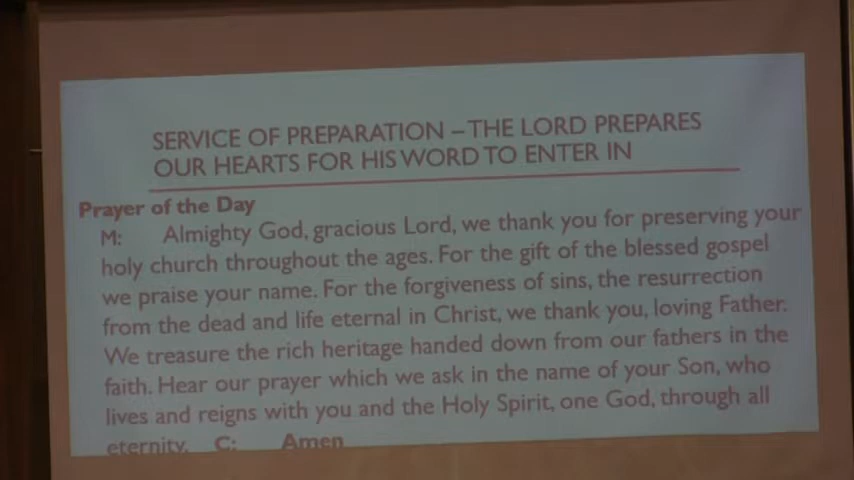 SERVICE OF PREPARATION – THE LORD PREPARES
OUR HEARTS FOR HIS WORD TO ENTER IN
Prayer of the Day
M: Almighty God, gracious Lord, we thank you for preserving your
holy church throughout the ages. For the gift of the blessed gospel
we praise your name. For the forgiveness of sins, the resurrection
from the dead and life eternal in Christ, we thank you, loving Father.
We treasure the rich heritage handed down from our fathers in the
faith. Hear our prayer which we ask in the name of your Son, who
lives and reigns with you and the Holy Spirit, one God, through all
eternity. C: Amen